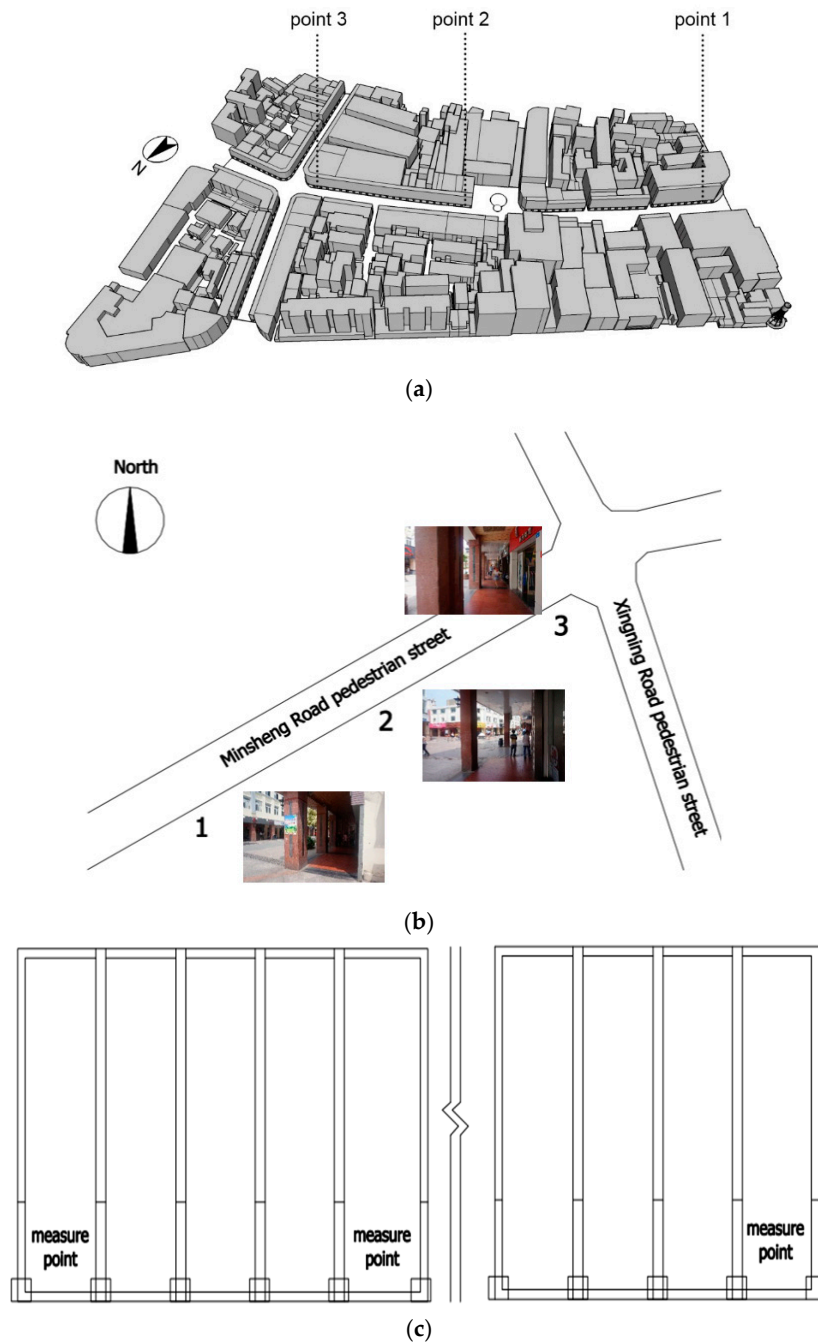 point 3
point 2
point 1
N
(a)
North
3
Xingning Road pedestrian street
Minsheng Road pedestrian street
2
1
(b)
measure
point
measure
point
measure
point
(c)